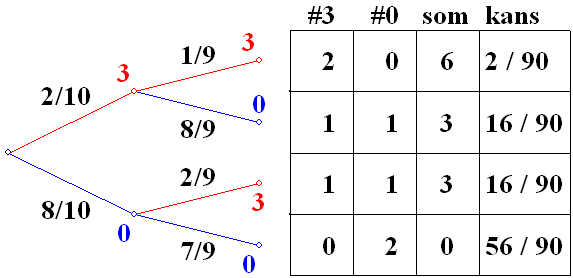 #3 #0 som kans
1/9 3
2/10 3 2 0 6 2 / 90
0
8/9 1 1 3 16 / 90
2/9 1 1 3 16 / 90
8/10 3
0 7/9 0 0 2 0 56 / 90